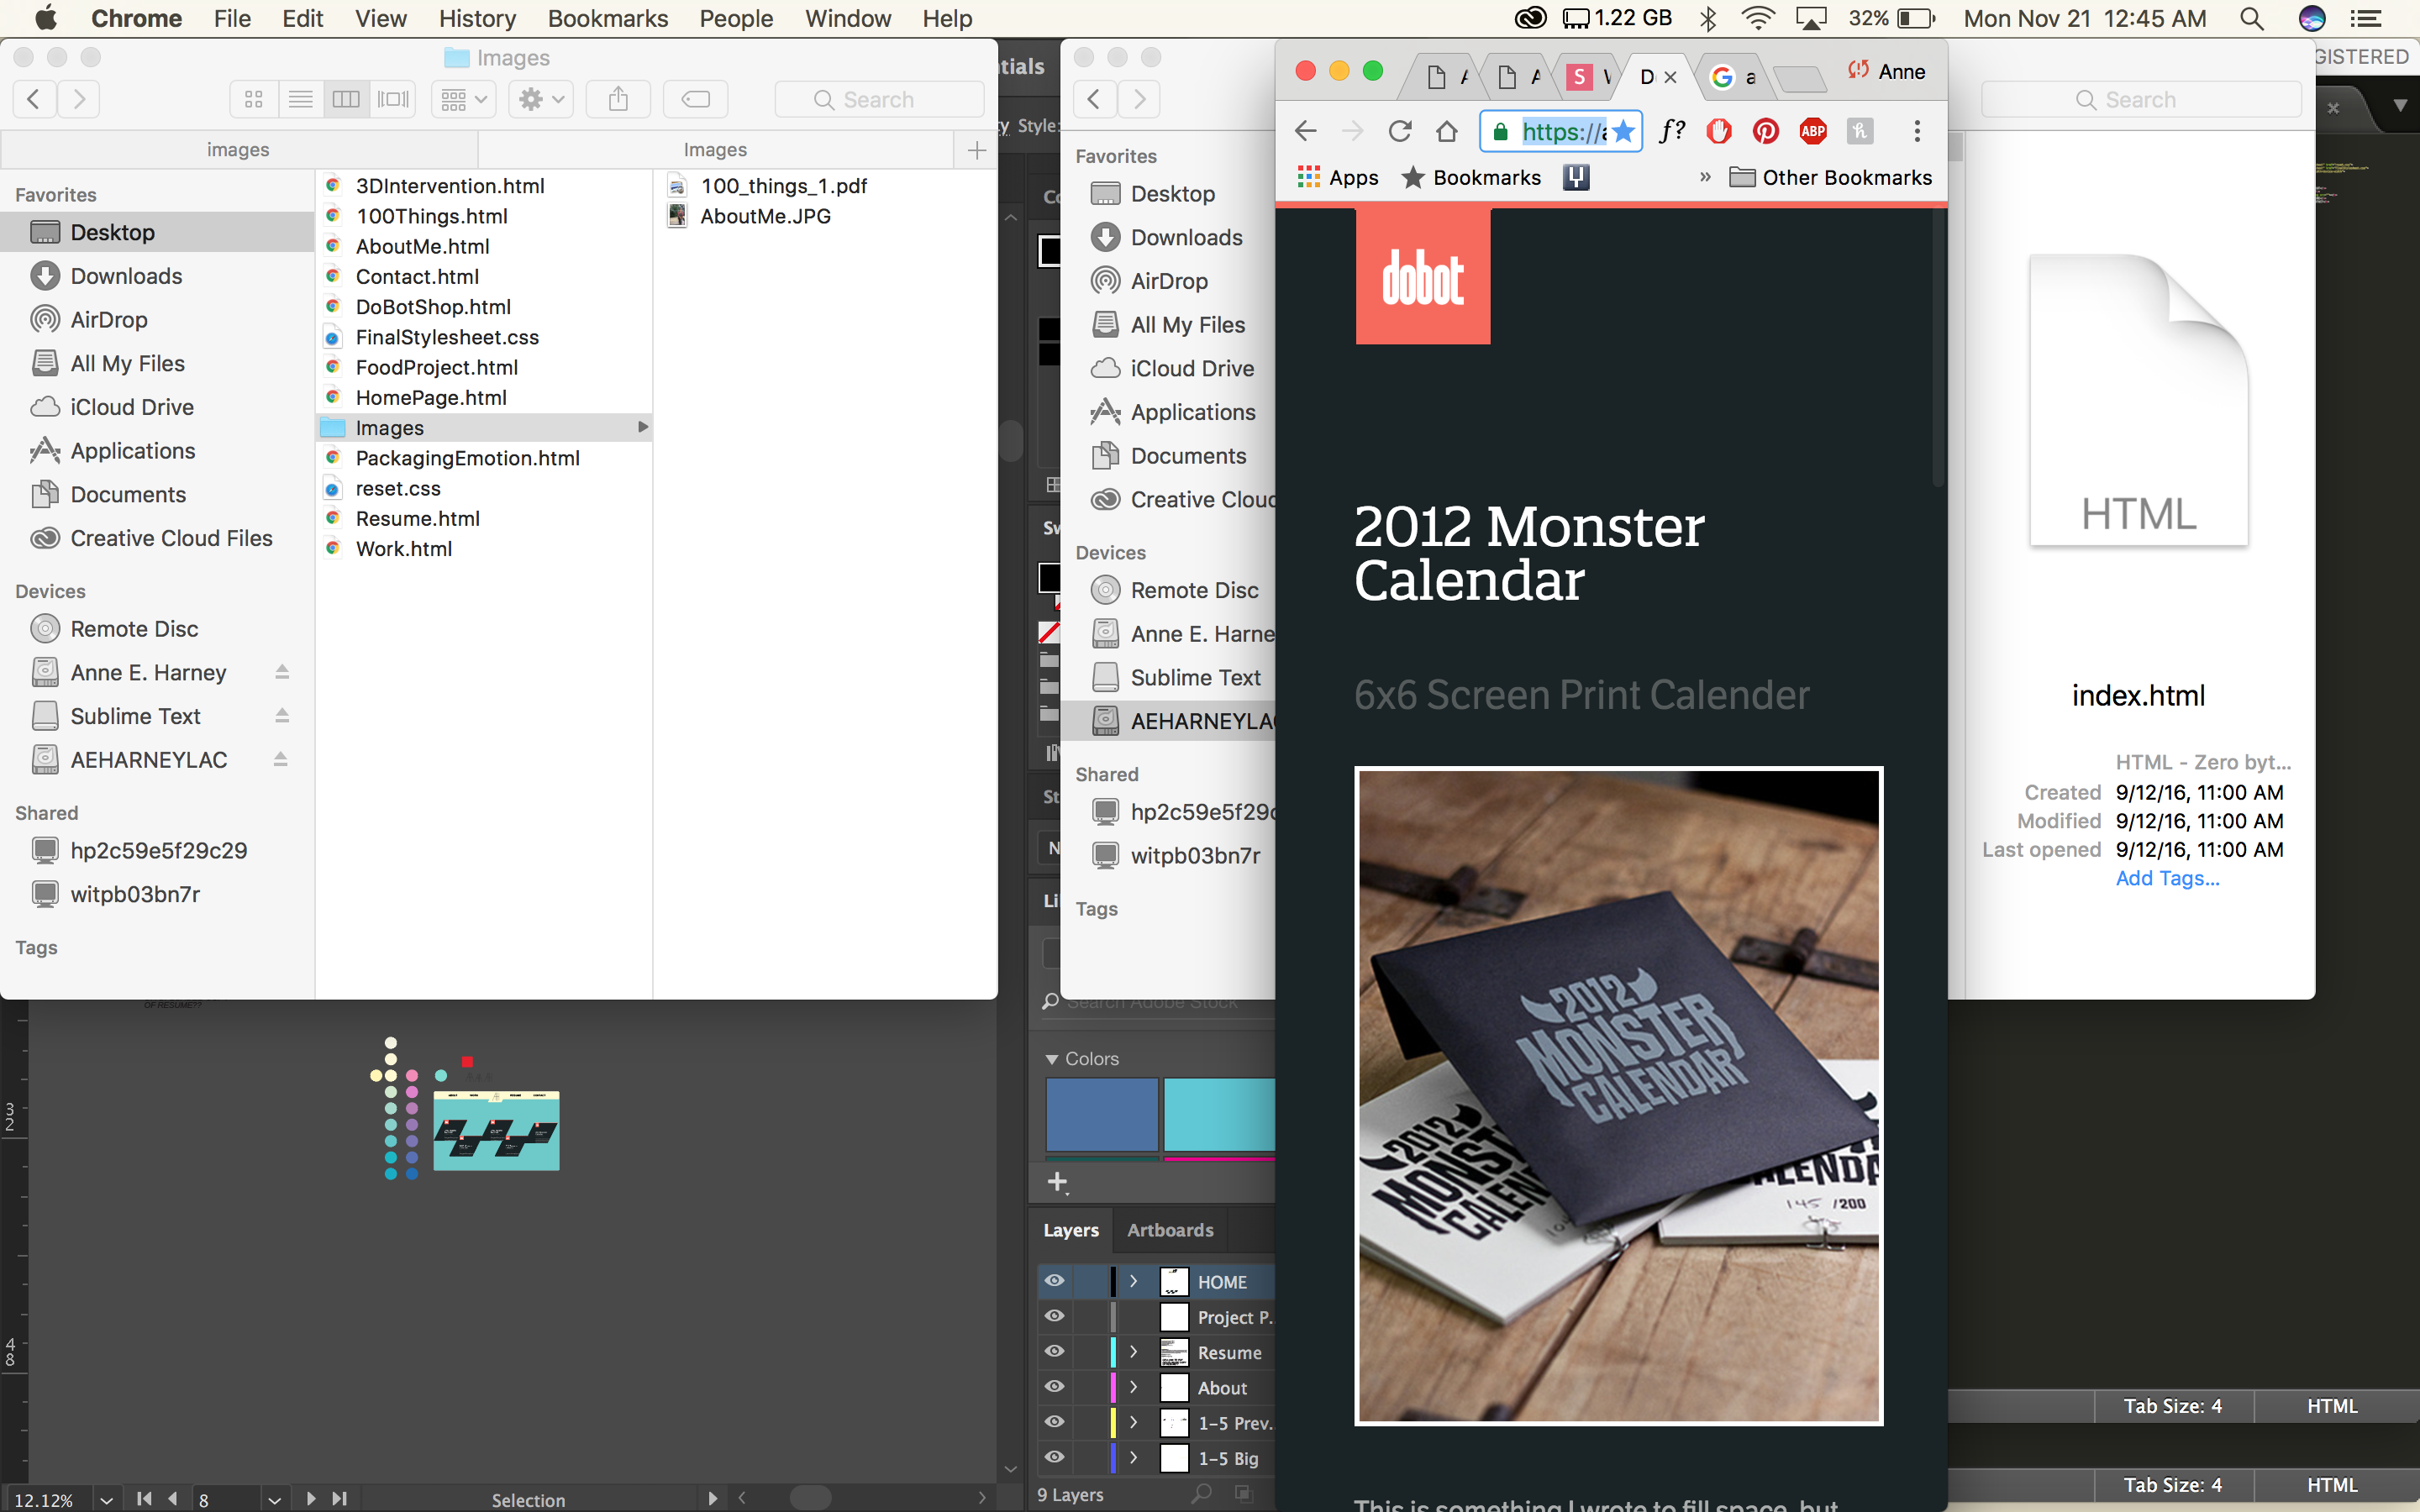 Chrome File Edit View History Bookmarks People Window Help
1.22 GB 32% Mon Nov 21 12:45 AM
Images
Search
images Images
Favorites
Desktop
Downloads
AirDrop
All My Files
iCloud Drive
Applications
Documents
Creative Cloud Files
Devices
Remote Disc
Anne E. Harney
Sublime Text
AEHARNEYLAC
Shared
hp2c59e5f29c29
witpb03bn7r
Tags
3DIntervention.html
100Things.html
AboutMe.html
Contact.html
DoBotShop.html
FinalStylesheet.css
FoodProject.html
HomePage.html
Images
PackagingEmotion.html
reset.css
Resume.html
Work.html
100_things_1.pdf
AboutMe.JPG
OF RESUME??
3
2
4
8
12.12% 8 Selection
tials
Style:
Favorites
Desktop
Downloads
AirDrop
All My Files
iCloud Drive
Applications
Documents
Creative Cloud
Devices
Remote Disc
Anne E. Harne
Sublime Text
AEHARNEYLAC
Shared
hp2c59e5f29c
witpb03bn7r
Tags
Search Adobe Stock
Colors
Layers Artboards
HOME
Project P...
Resume
About
1-5 Prev...
1-5 Big
9 Layers
Anne
https://
f? ABP
Apps Bookmarks » Other Bookmarks
dobot
2012 Monster
Calendar
6x6 Screen Print Calender
2012
MONSTER
CALENDAR
145 /200
This is something I wrote to fill space, but
GISTERED
Search
HTML
index.html
HTML - Zero byt...
Created 9/12/16, 11:00 AM
Modified 9/12/16, 11:00 AM
Last opened 9/12/16, 11:00 AM
Add Tags...
Tab Size: 4 HTML
Tab Size: 4 HTML